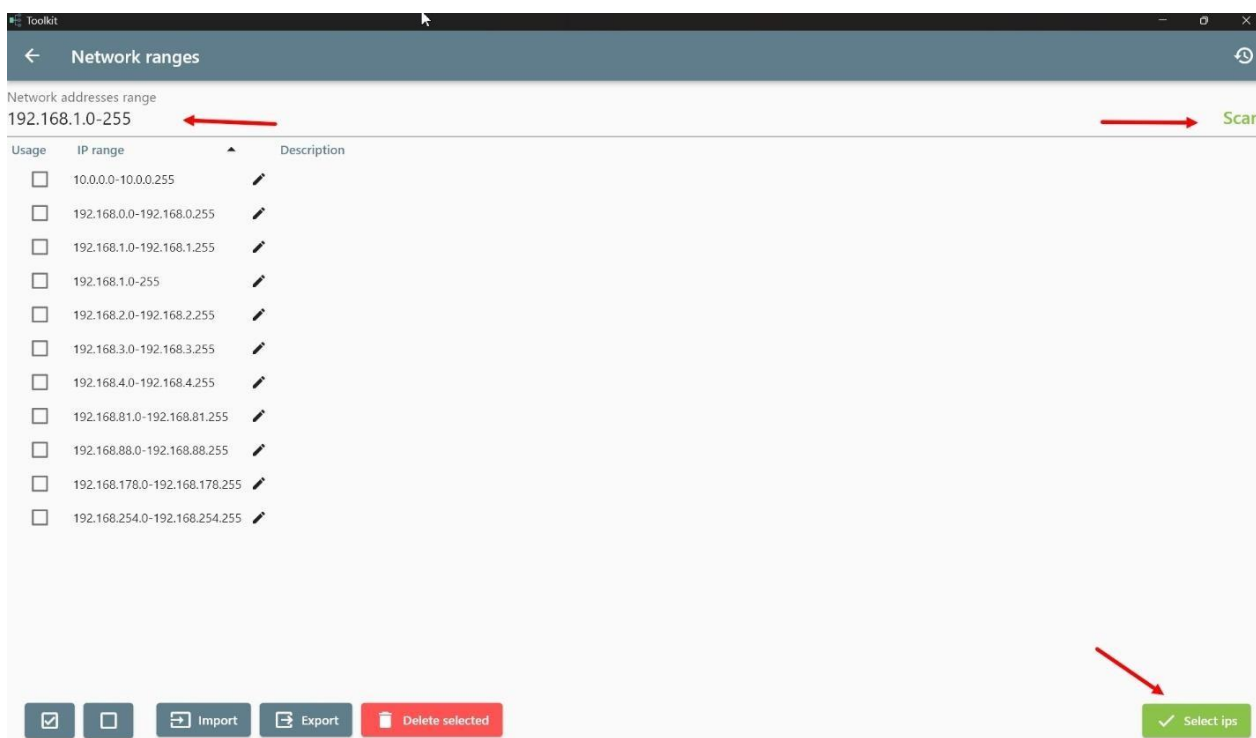 Toolkit
Network ranges
Network addresses range
192.168.1.0-255
Usage IP range Description
10.0.0.0-10.0.0.255
192.168.0.0-192.168.0.255
192.168.1.0-192.168.1.255
192.168.1.0-255
192.168.2.0-192.168.2.255
192.168.3.0-192.168.3.255
192.168.4.0-192.168.4.255
192.168.81.0-192.168.81.255
192.168.88.0-192.168.88.255
192.168.178.0-192.168.178.255
192.168.254.0-192.168.254.255
Import Export Delete selected Select ips